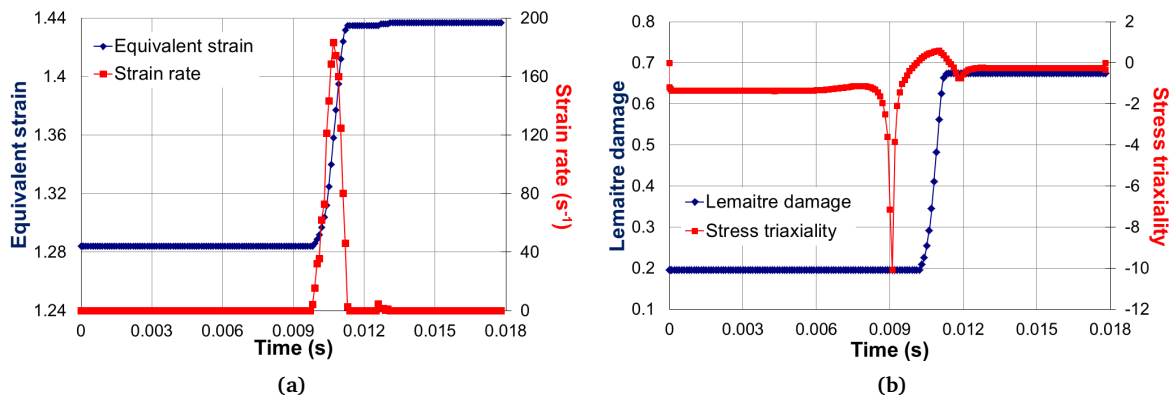 1.44
1.4
1.36
1.32
1.28
1.24
Equivalent strain
Equivalent strain
Strain rate
200
160
120
80
40
0
Strain rate (s⁻¹)
0 0.003 0.006 0.009 0.012 0.015 0.018
Time (s)
(a)
0.8
0.7
0.6
0.5
0.4
0.3
0.2
0.1
Lemaitre damage
Lemaitre damage
Stress triaxiality
2
0
−2
−4
−6
−8
−10
−12
Stress triaxiality
0 0.003 0.006 0.009 0.012 0.015 0.018
Time (s)
(b)